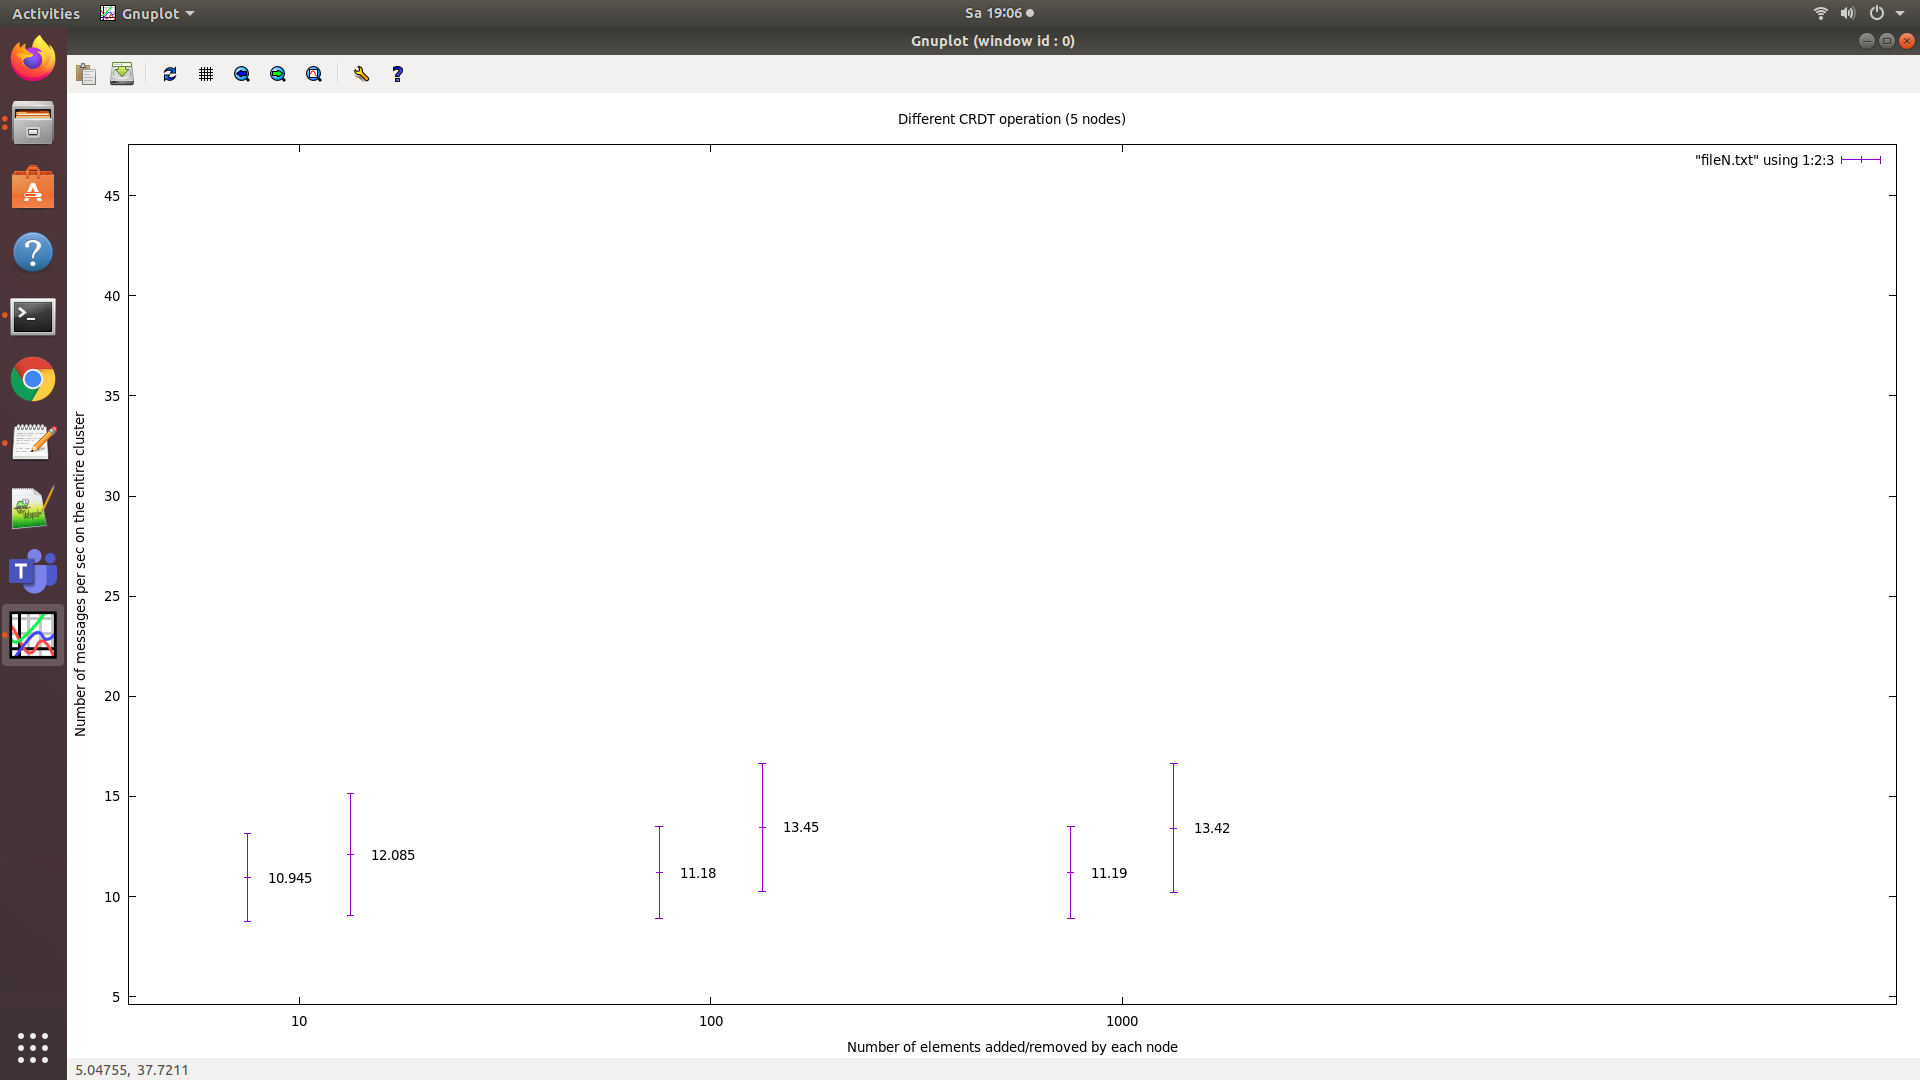 Activities Gnuplot Sa 19:06
Gnuplot (window id : 0)
Different CRDT operation (5 nodes)
"fileN.txt" using 1:2:3
45
40
35
30
25
20
15
10
5
Number of messages per sec on the entire cluster
10.945
12.085
11.18
13.45
11.19
13.42
10 100 1000
Number of elements added/removed by each node
5.04755, 37.7211